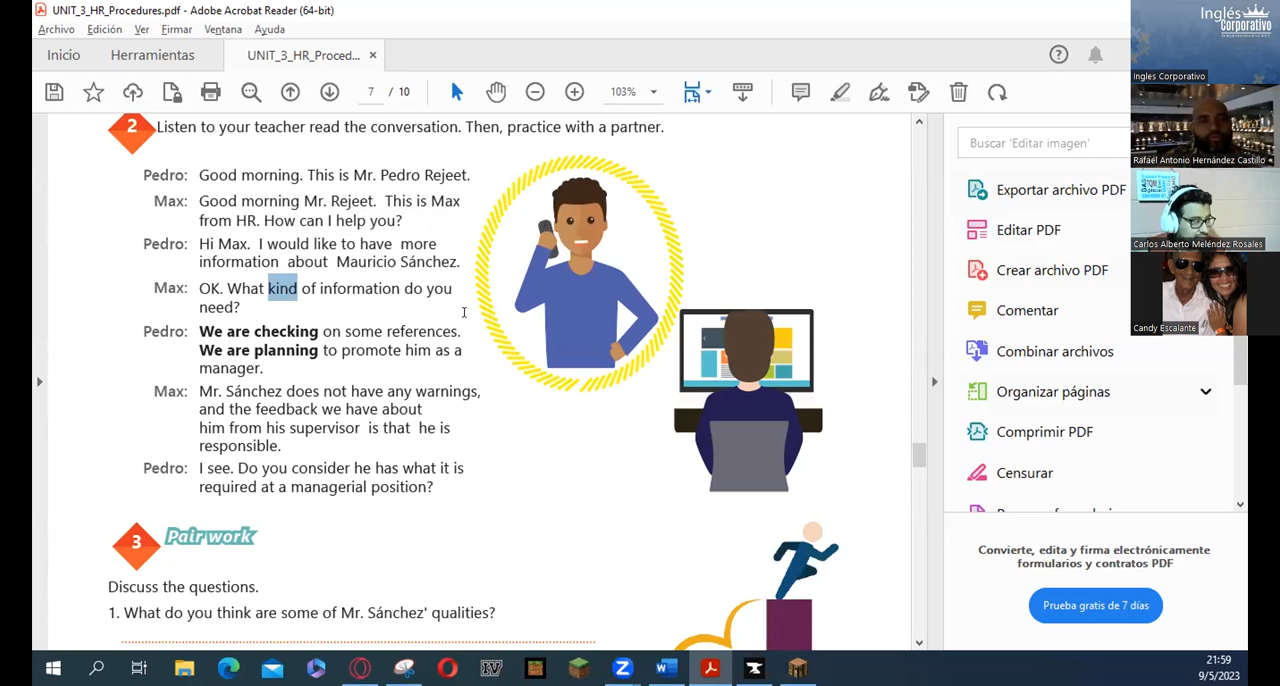 UNIT_3_HR_Procedures.pdf - Adobe Acrobat Reader (64-bit)
Archivo Edición Ver Firmar Ventana Ayuda
Inicio Herramientas UNIT_3_HR_Proced... ×
7 / 10 103%
2 Listen to your teacher read the conversation. Then, practice with a partner.
Pedro: Good morning. This is Mr. Pedro Rejeet.
Max: Good morning Mr. Rejeet. This is Max
from HR. How can I help you?
Pedro: Hi Max. I would like to have more
information about Mauricio Sánchez.
Max: OK. What kind of information do you
need?
Pedro: We are checking on some references.
We are planning to promote him as a
manager.
Max: Mr. Sánchez does not have any warnings,
and the feedback we have about
him from his supervisor is that he is
responsible.
Pedro: I see. Do you consider he has what it is
required at a managerial position?
3 Pair work
Discuss the questions.
1. What do you think are some of Mr. Sánchez' qualities?
Buscar 'Editar imagen'
Exportar archivo PDF
Editar PDF
Crear archivo PDF
Comentar
Combinar archivos
Organizar páginas
Comprimir PDF
Censurar
Convierte, edita y firma electrónicamente
formularios y contratos PDF
Prueba gratis de 7 días
Inglés
Corporativo
Ingles Corporativo
Rafael Antonio Hernández Castillo
Carlos Alberto Meléndez Rosales
Candy Escalante
21:59
9/5/2023